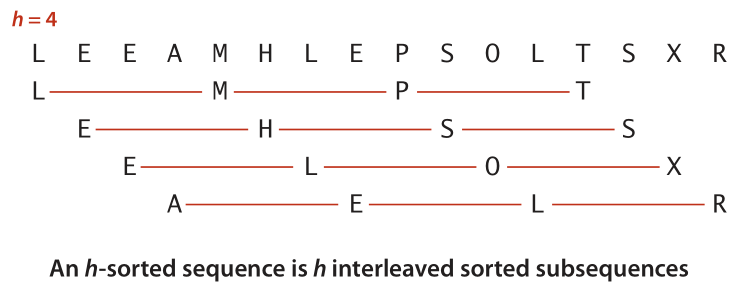 h = 4
L E E A M H L E P S O L T S X R
L M P T
E H S S
E L O X
A E L R
An h-sorted sequence is h interleaved sorted subsequences